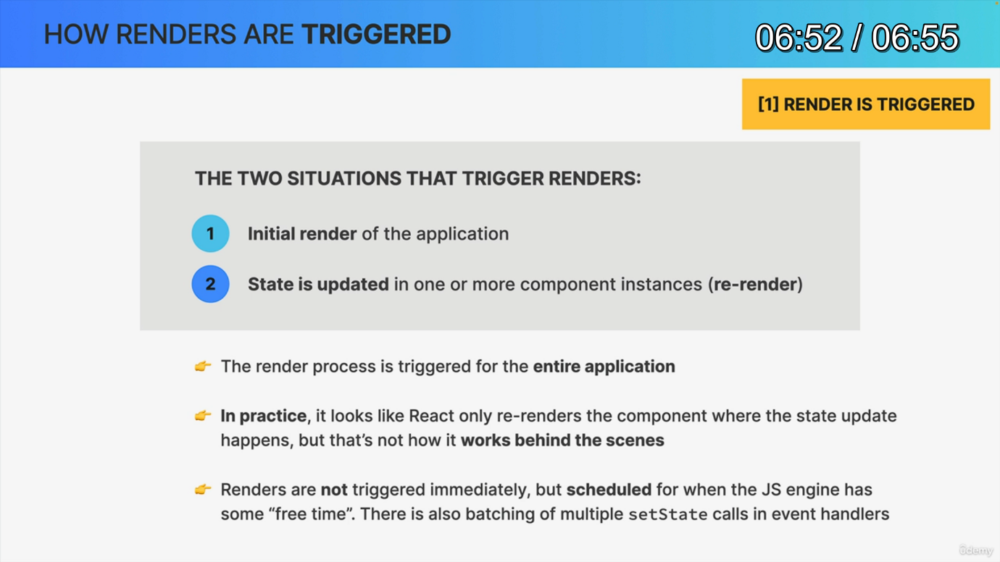 HOW RENDERS ARE TRIGGERED
06:52 / 06:55
[1] RENDER IS TRIGGERED
THE TWO SITUATIONS THAT TRIGGER RENDERS:
1 Initial render of the application
2 State is updated in one or more component instances (re-render)
👉 The render process is triggered for the entire application
👉 In practice, it looks like React only re-renders the component where the state update
happens, but that’s not how it works behind the scenes
👉 Renders are not triggered immediately, but scheduled for when the JS engine has
some “free time”. There is also batching of multiple setState calls in event handlers
ûdemy